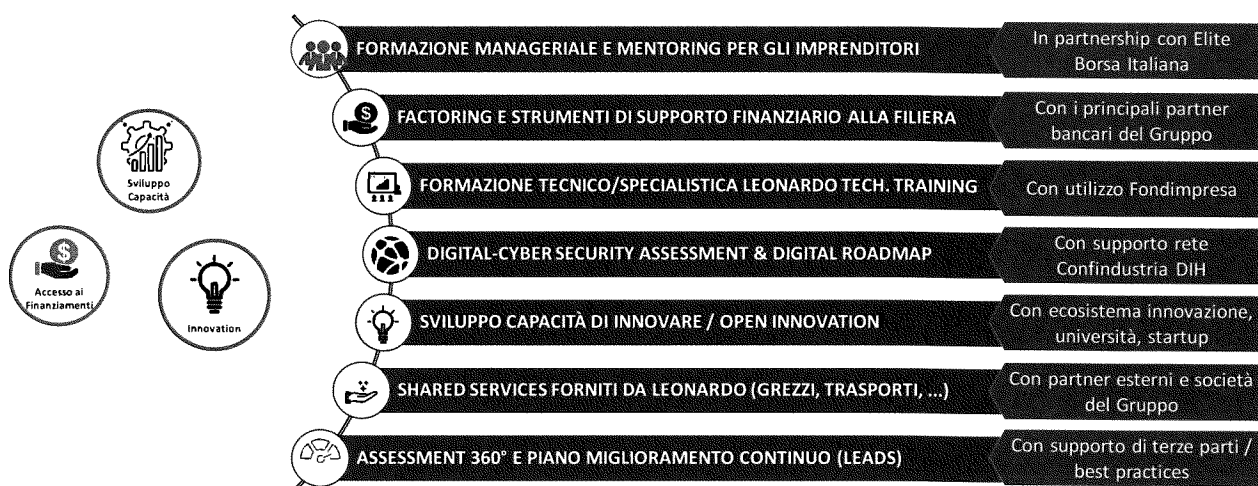 Sviluppo
Capacità
Accesso ai
Finanziamenti
Innovation
FORMAZIONE MANAGERIALE E MENTORING PER GLI IMPRENDITORI
In partnership con Elite
Borsa Italiana
FACTORING E STRUMENTI DI SUPPORTO FINANZIARIO ALLA FILIERA
Con i principali partner
bancari del Gruppo
FORMAZIONE TECNICO/SPECIALISTICA LEONARDO TECH. TRAINING
Con utilizzo Fondimpresa
DIGITAL-CYBER SECURITY ASSESSMENT & DIGITAL ROADMAP
Con supporto rete
Confindustria DIH
SVILUPPO CAPACITÀ DI INNOVARE / OPEN INNOVATION
Con ecosistema innovazione,
università, startup
SHARED SERVICES FORNITI DA LEONARDO (GREZZI, TRASPORTI, ...)
Con partner esterni e società
del Gruppo
ASSESSMENT 360° E PIANO MIGLIORAMENTO CONTINUO (LEADS)
Con supporto di terze parti /
best practices